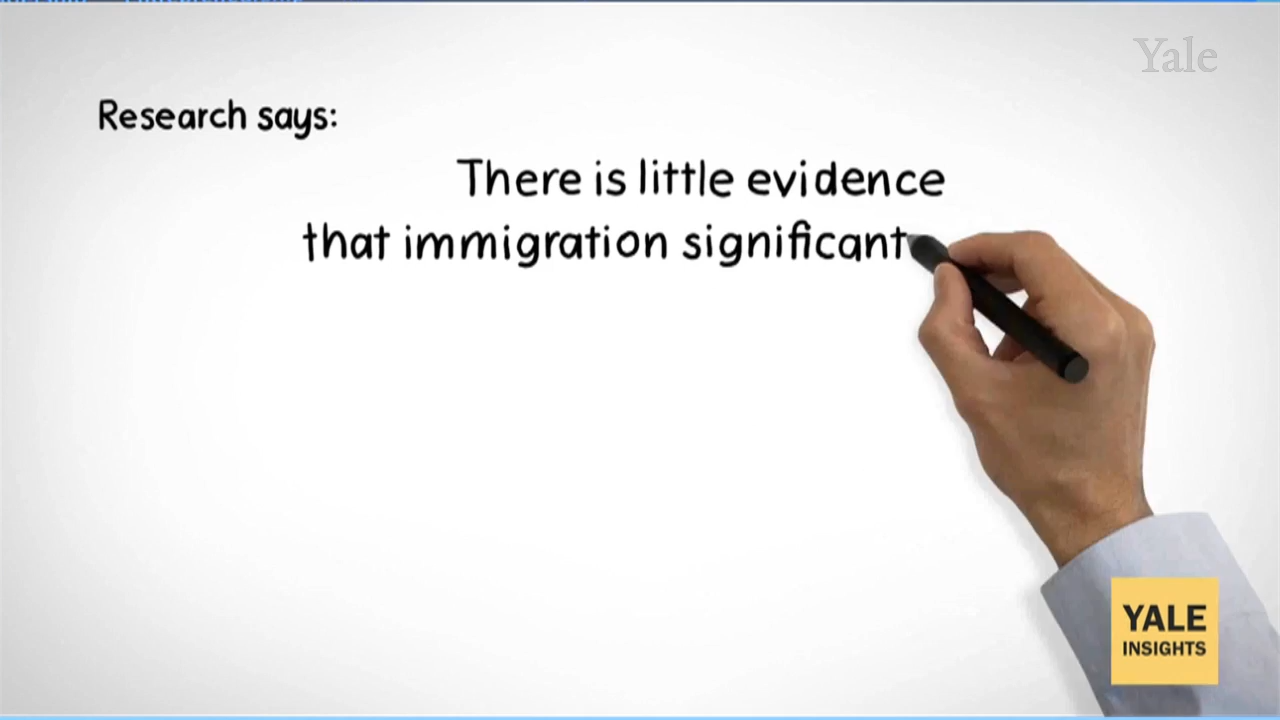 Yale
Research says:
There is little evidence
that immigration significant
YALE
INSIGHTS